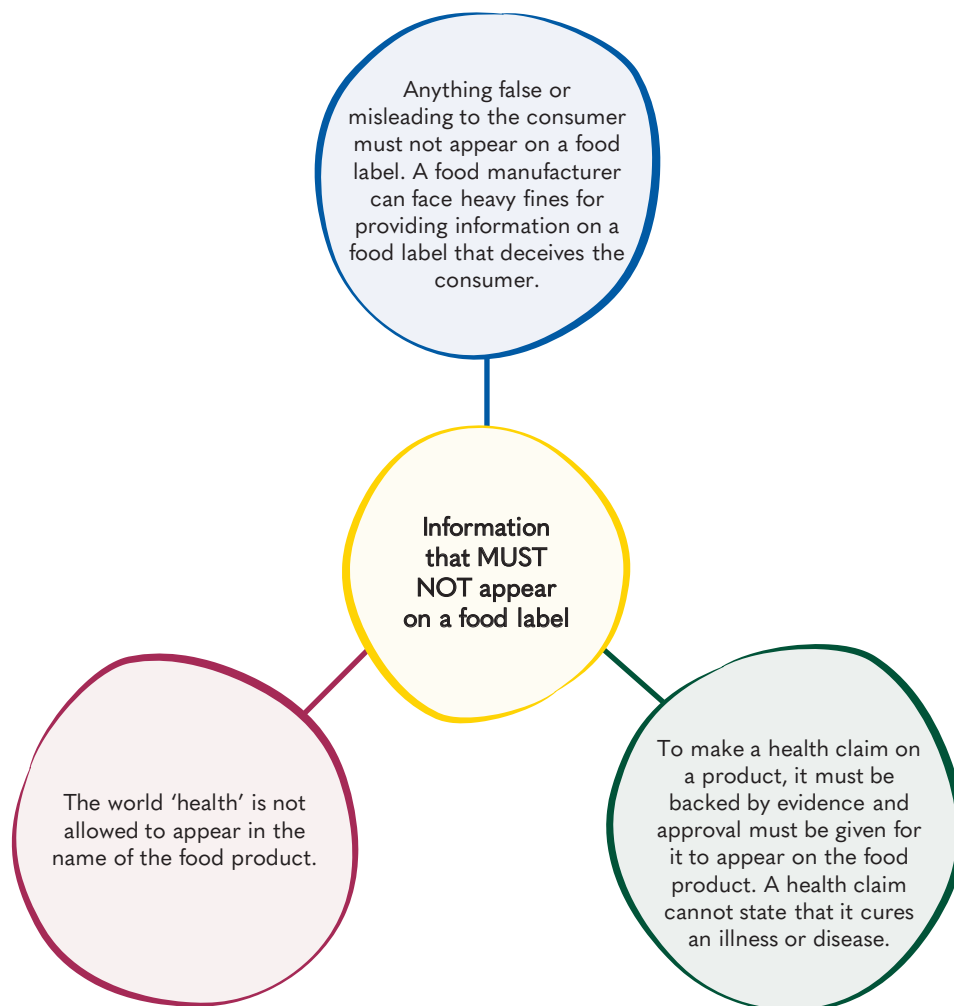 Anything false or
misleading to the consumer
must not appear on a food
label. A food manufacturer
can face heavy fines for
providing information on a
food label that deceives the
consumer.
Information
that MUST
NOT appear
on a food label
The world ‘health’ is not
allowed to appear in the
name of the food product.
To make a health claim on
a product, it must be
backed by evidence and
approval must be given for
it to appear on the food
product. A health claim
cannot state that it cures
an illness or disease.